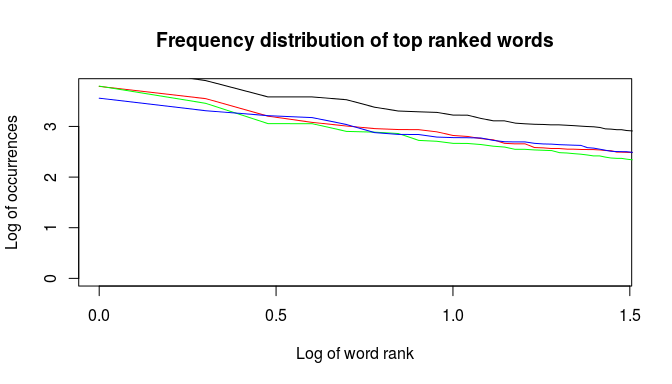 Frequency distribution of top ranked words
Log of occurrences
3
2
1
0
0.0 0.5 1.0 1.5
Log of word rank